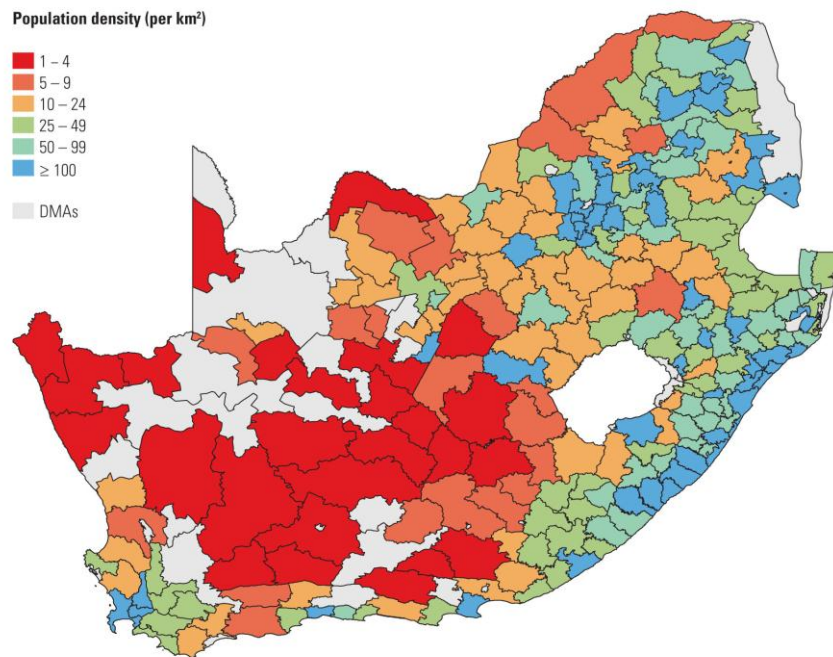 Population density (per km²)
1 – 4
5 – 9
10 – 24
25 – 49
50 – 99
≥ 100
DMAs